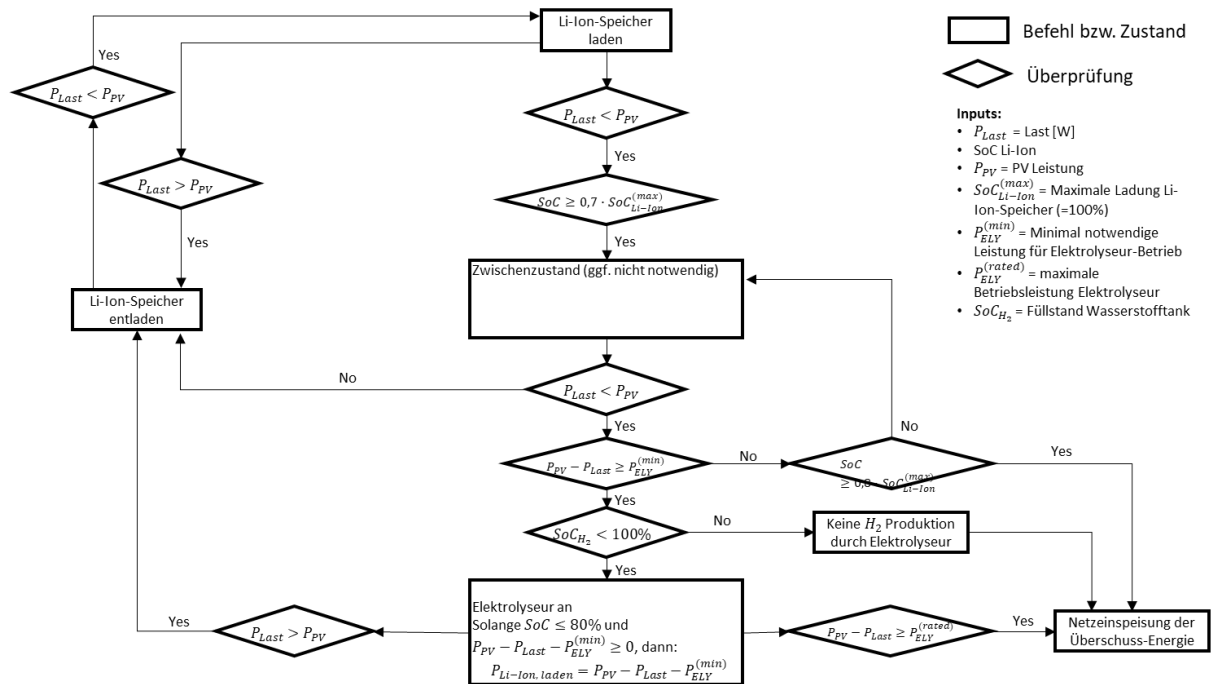 Li-Ion-Speicher
laden
Befehl bzw. Zustand
Yes
Überprüfung
P_Last < P_PV
P_Last < P_PV
Inputs:
• P_Last = Last [W]
• SoC Li-Ion
• P_PV = PV Leistung
• SoC_Li−Ion^(max) = Maximale Ladung Li-
Ion-Speicher (=100%)
• P_ELY^(min) = Minimal notwendige
Leistung für Elektrolyseur-Betrieb
• P_ELY^(rated) = maximale
Betriebsleistung Elektrolyseur
• SoC_H2 = Füllstand Wasserstofftank
Yes
P_Last > P_PV
SoC ≥ 0,7 · SoC_Li−Ion^(max)
Yes
Yes
Zwischenzustand (ggf. nicht notwendig)
Li-Ion-Speicher
entladen
No
P_Last < P_PV
Yes
No
P_PV − P_Last ≥ P_ELY^(min)
No
SoC
≥ 0,8 · SoC_Li−Ion^(max)
Yes
Yes
SoC_H2 < 100%
No
Keine H2 Produktion
durch Elektrolyseur
Yes
Elektrolyseur an
Solange SoC ≤ 80% und
P_PV − P_Last − P_ELY^(min) ≥ 0, dann:
P_Li−Ion, laden = P_PV − P_Last − P_ELY^(min)
Yes
P_Last > P_PV
P_PV − P_Last ≥ P_ELY^(rated)
Yes
Netzeinspeisung der
Überschuss-Energie